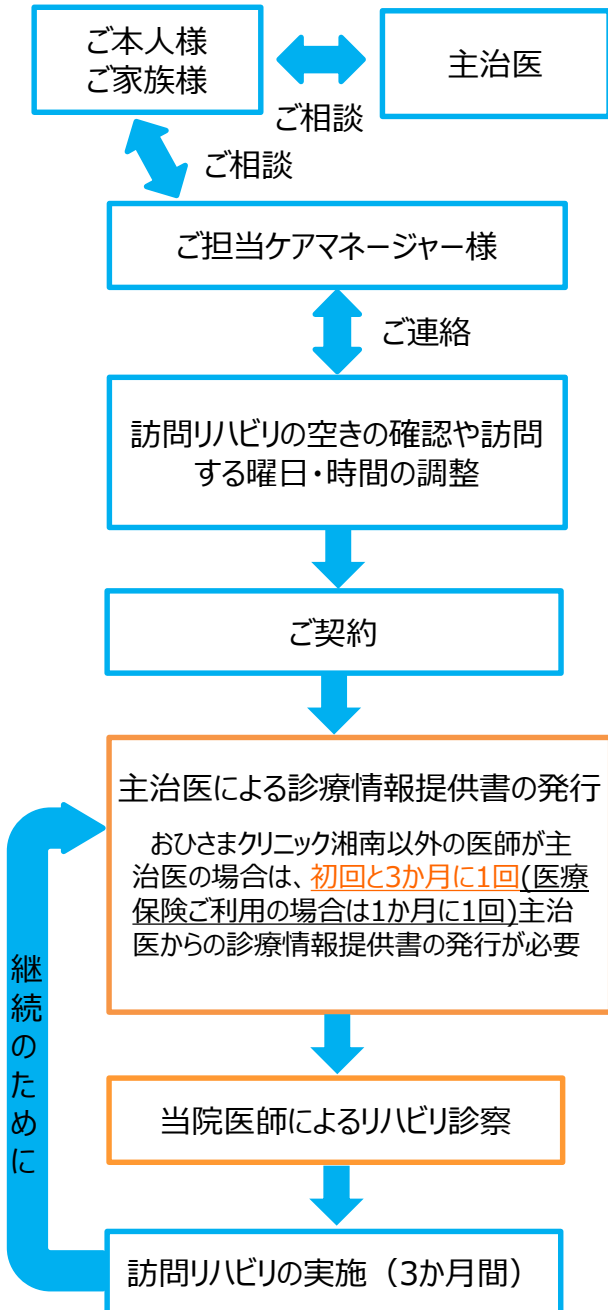 ご本人様
ご家族様
主治医
ご相談
ご相談
ご担当ケアマネージャー様
ご連絡
訪問リハビリの空きの確認や訪問
する曜日・時間の調整
ご契約
主治医による診療情報提供書の発行
おひさまクリニック湘南以外の医師が主
治医の場合は、初回と3か月に1回(医療
保険ご利用の場合は1か月に1回)主治
医からの診療情報提供書の発行が必要
継続のために
当院医師によるリハビリ診察
訪問リハビリの実施（3か月間）